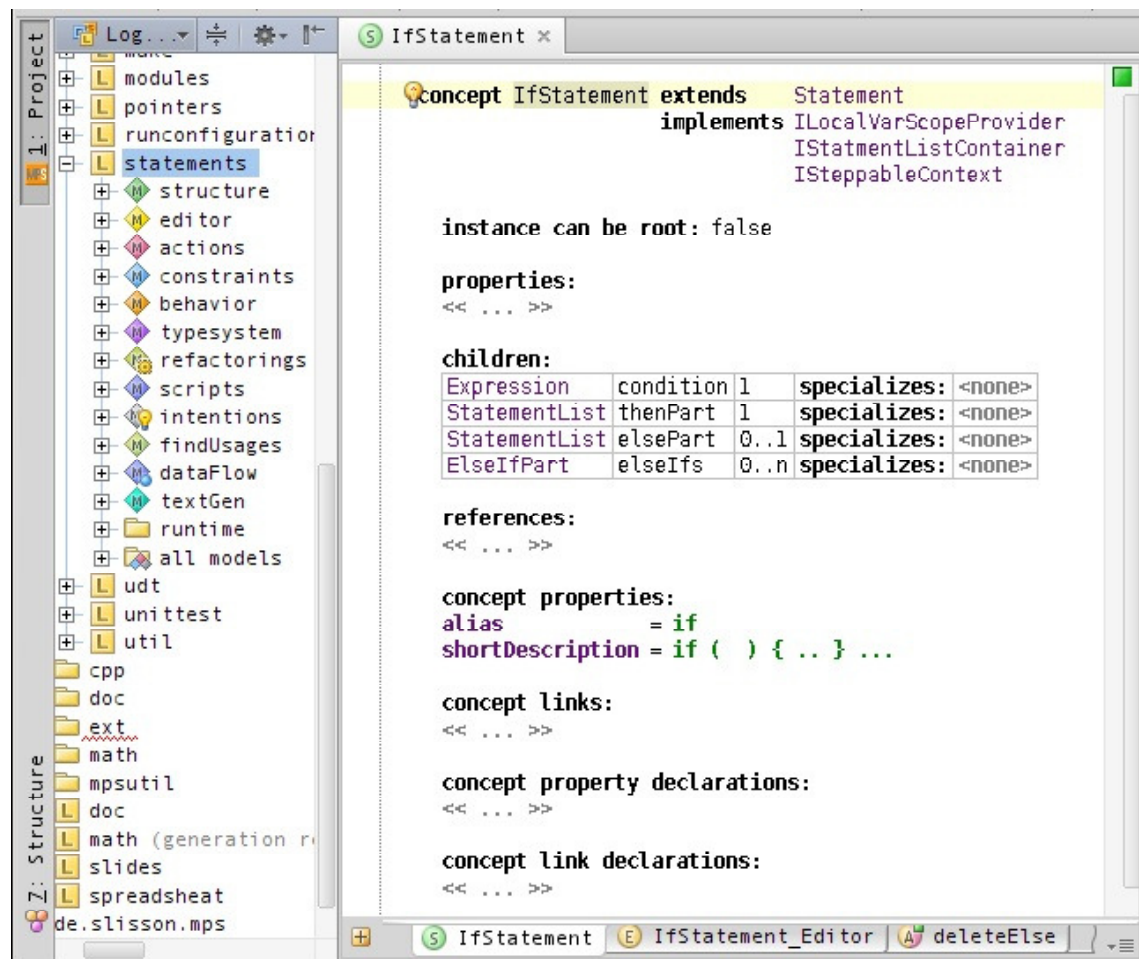 1: Project
Log...
IfStatement ×
make
modules
pointers
runconfiguration
statements
structure
editor
actions
constraints
behavior
typesystem
refactorings
scripts
intentions
findUsages
dataFlow
textGen
runtime
all models
udt
unittest
util
cpp
doc
ext
math
mpsutil
doc
math (generation r
slides
spreadsheat
de.slisson.mps
MPS
Z: Structure
concept IfStatement extends Statement
implements ILocalVarScopeProvider
IStatmentListContainer
ISteppableContext
instance can be root: false
properties:
<< ... >>
children:
Expression condition 1 specializes: <none>
StatementList thenPart 1 specializes: <none>
StatementList elsePart 0..1 specializes: <none>
ElseIfPart elseIfs 0..n specializes: <none>
references:
<< ... >>
concept properties:
alias = if
shortDescription = if ( ) { .. } ...
concept links:
<< ... >>
concept property declarations:
<< ... >>
concept link declarations:
<< ... >>
S IfStatement E IfStatement_Editor deleteElse